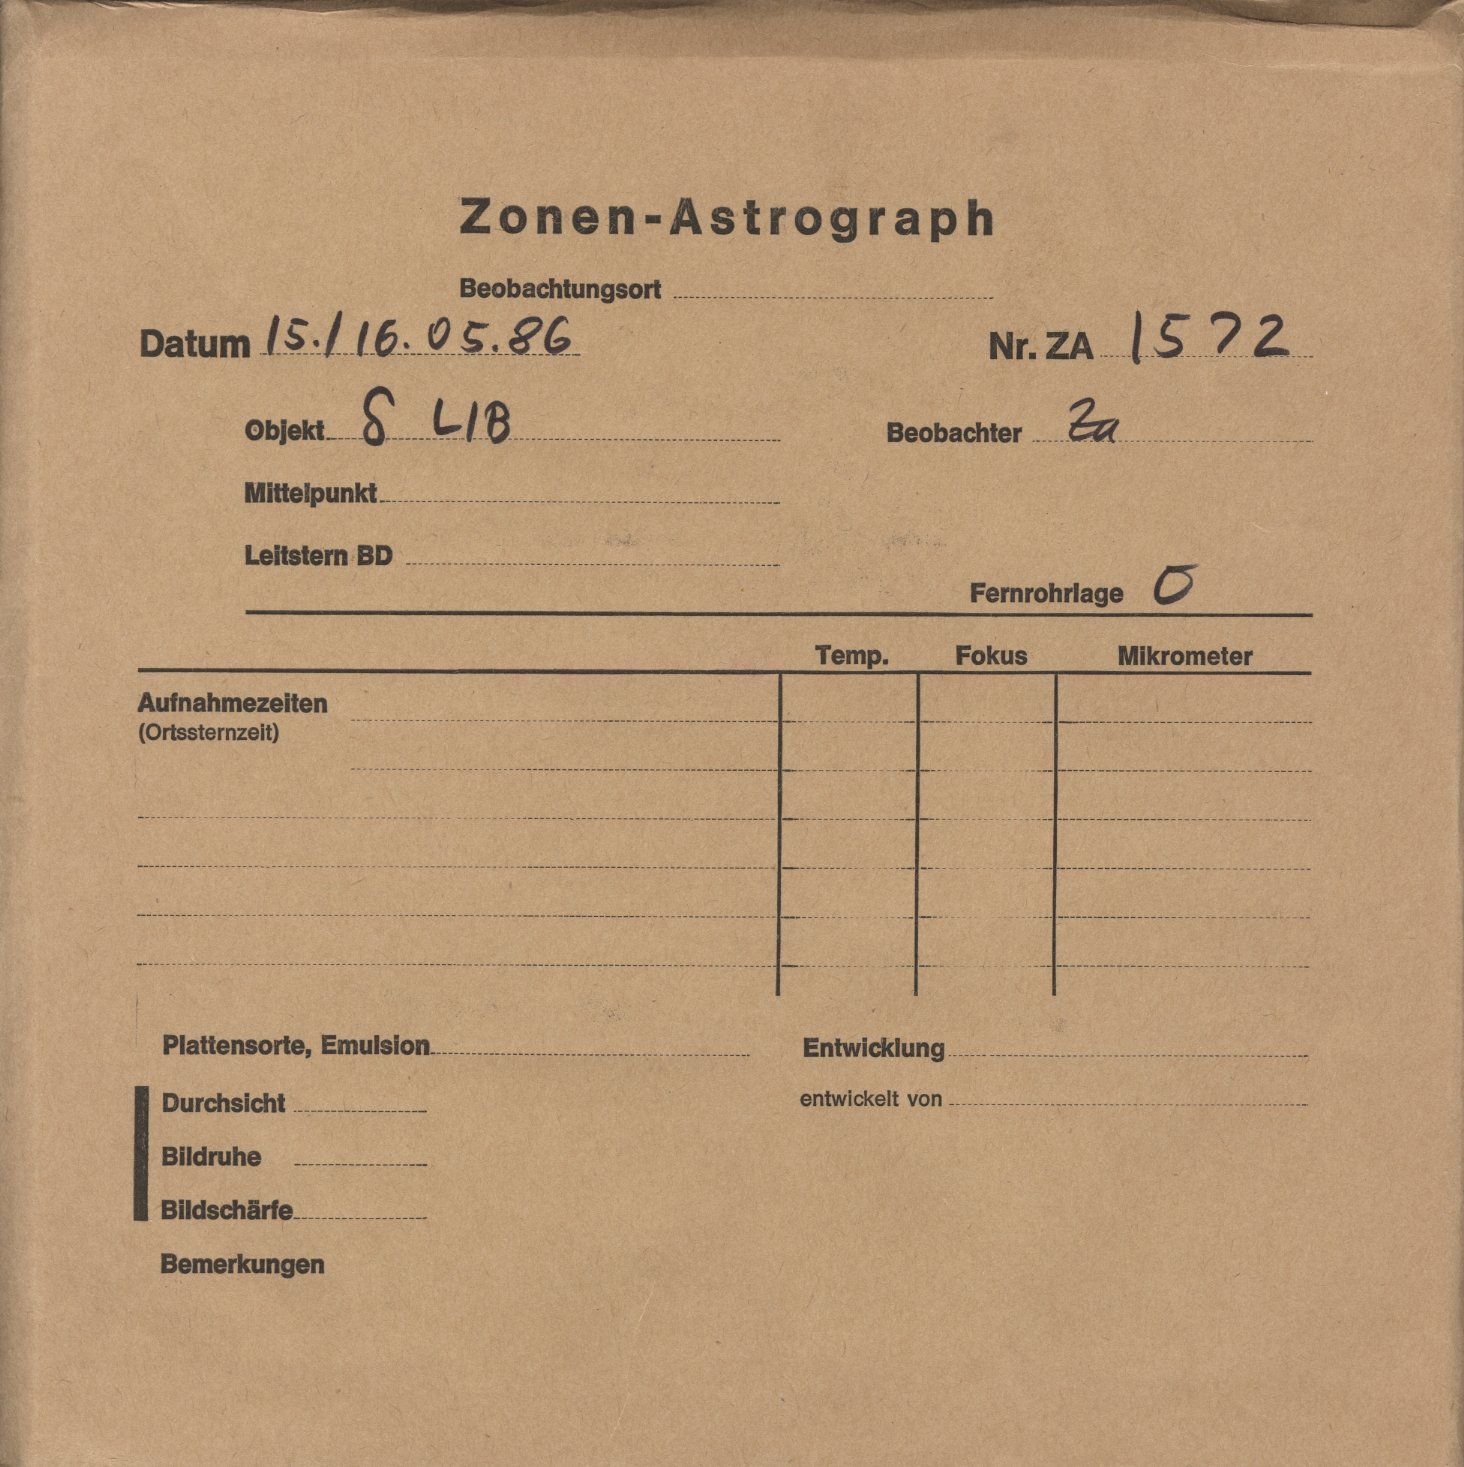 Zonen-Astrograph
Beobachtungsort
Datum 15./16.05.86 Nr. ZA 1572
Objekt δ LIB Beobachter Za
Mittelpunkt
Leitstern BD
Fernrohrlage O
Temp. Fokus Mikrometer
Aufnahmezeiten
(Ortssternzeit)
Plattensorte, Emulsion Entwicklung
Durchsicht entwickelt von
Bildruhe
Bildschärfe
Bemerkungen